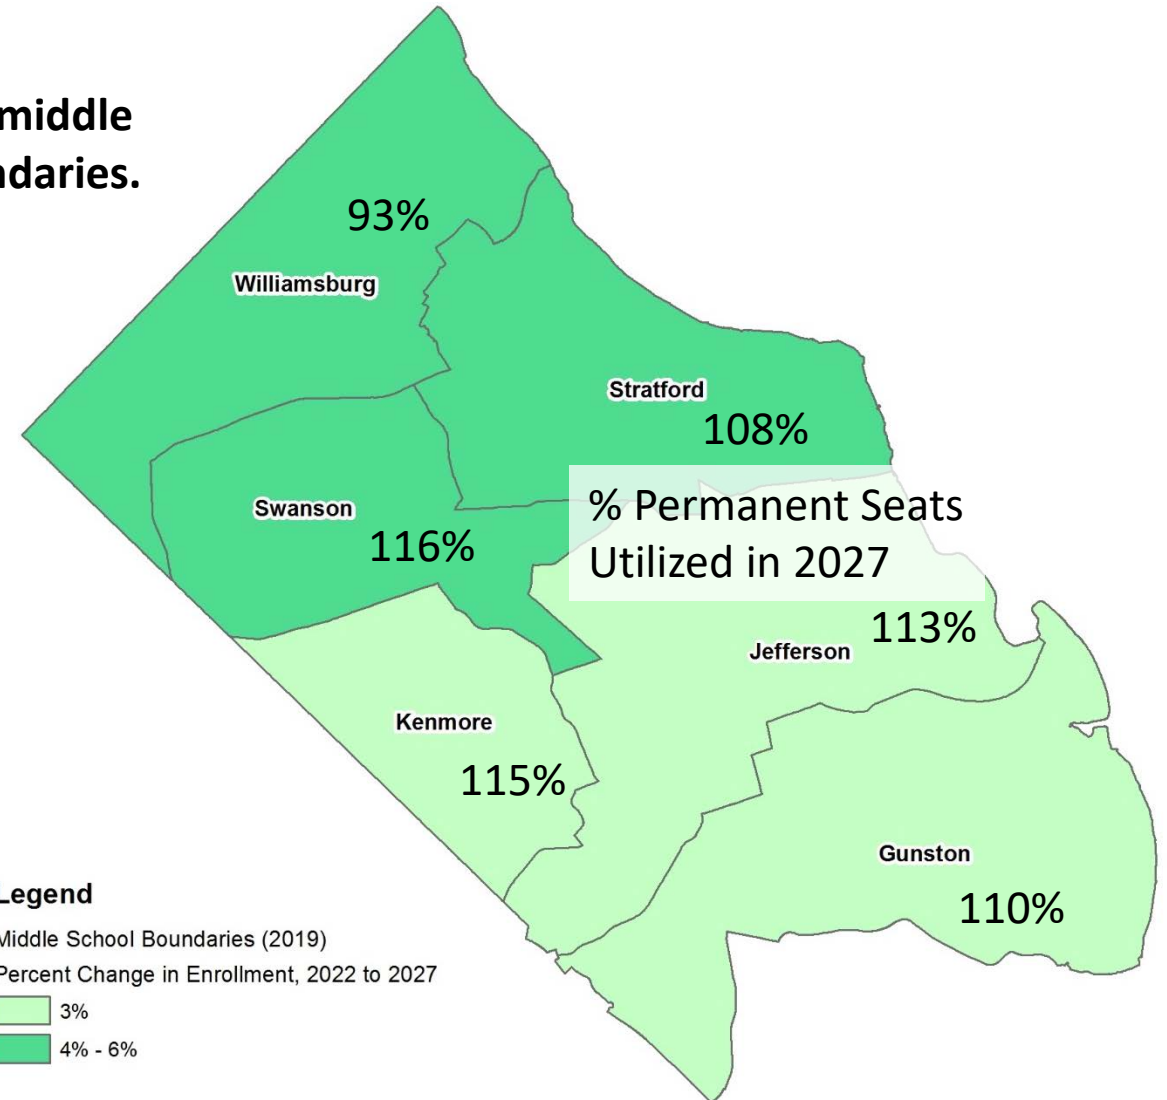 middle
ndaries.
93%
Williamsburg
Stratford
108%
Swanson
116%
% Permanent Seats
Utilized in 2027
113%
Jefferson
Kenmore
115%
Gunston
110%
Legend
Middle School Boundaries (2019)
Percent Change in Enrollment, 2022 to 2027
3%
4% - 6%